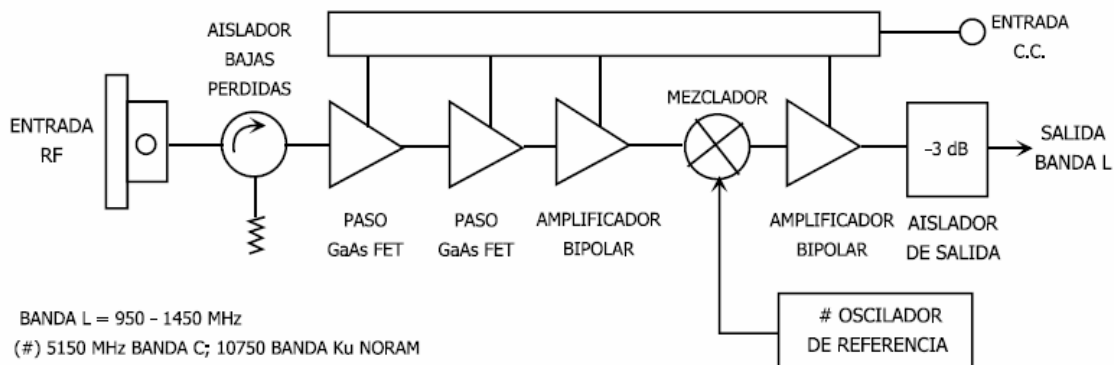 AISLADOR
BAJAS
PERDIDAS
ENTRADA
C.C.
ENTRADA
RF
MEZCLADOR
-3 dB
SALIDA
BANDA L
PASO
GaAs FET
PASO
GaAs FET
AMPLIFICADOR
BIPOLAR
AMPLIFICADOR
BIPOLAR
AISLADOR
DE SALIDA
# OSCILADOR
DE REFERENCIA
BANDA L = 950 – 1450 MHz
(#) 5150 MHz BANDA C; 10750 BANDA Ku NORAM